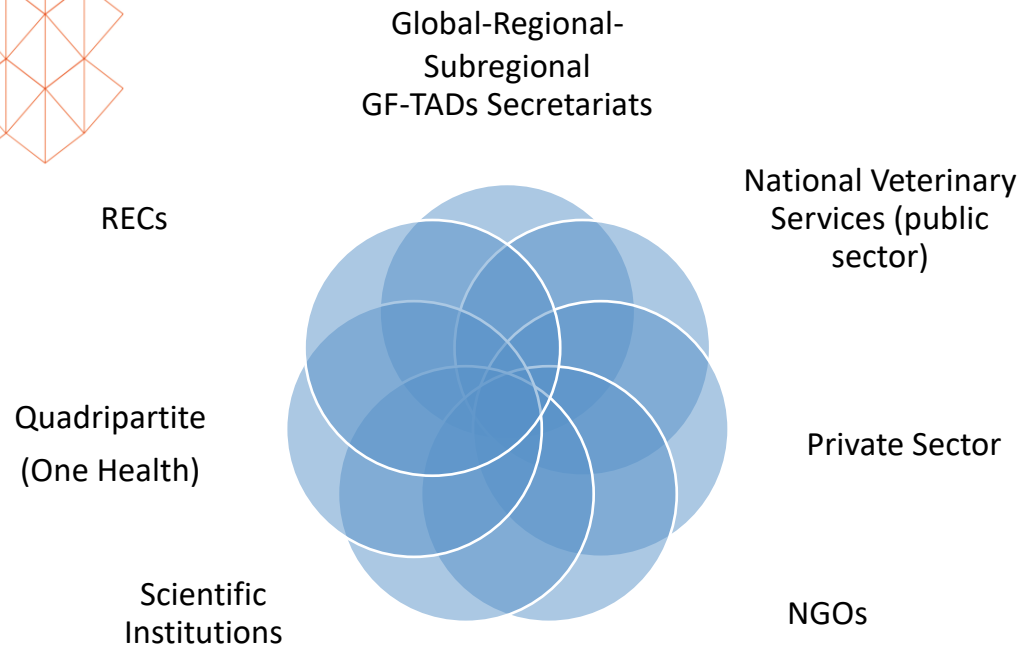 Global-Regional-
Subregional
GF-TADs Secretariats
National Veterinary
Services (public
sector)
RECs
Quadripartite
(One Health)
Private Sector
Scientific
Institutions
NGOs